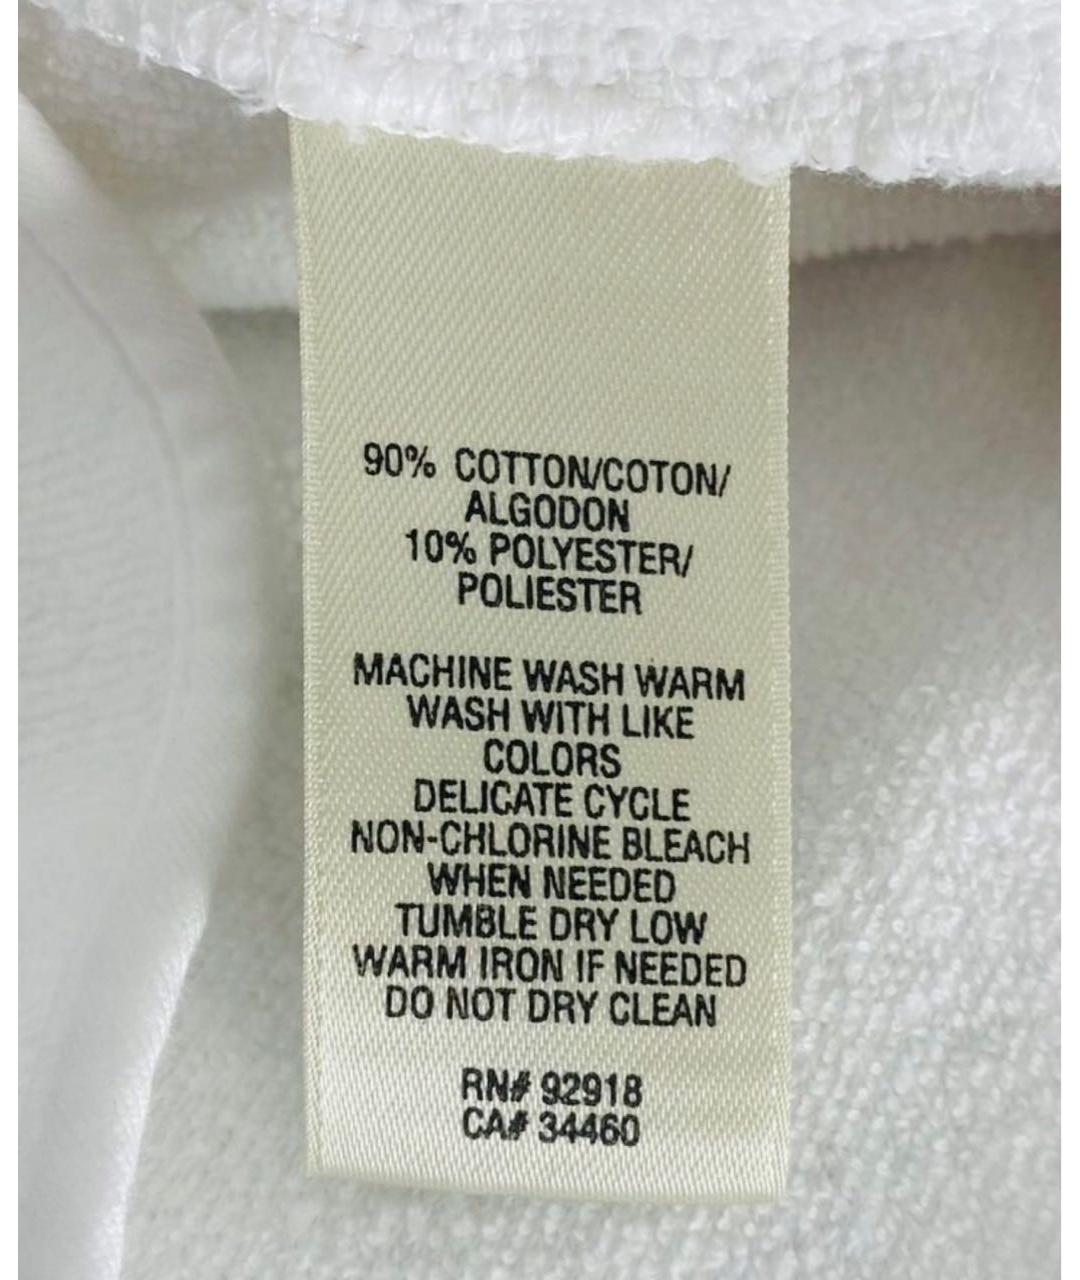 90% COTTON/COTON/
ALGODON
10% POLYESTER/
POLIESTER
MACHINE WASH WARM
WASH WITH LIKE
COLORS
DELICATE CYCLE
NON-CHLORINE BLEACH
WHEN NEEDED
TUMBLE DRY LOW
WARM IRON IF NEEDED
DO NOT DRY CLEAN
RN# 92918
CA# 34460